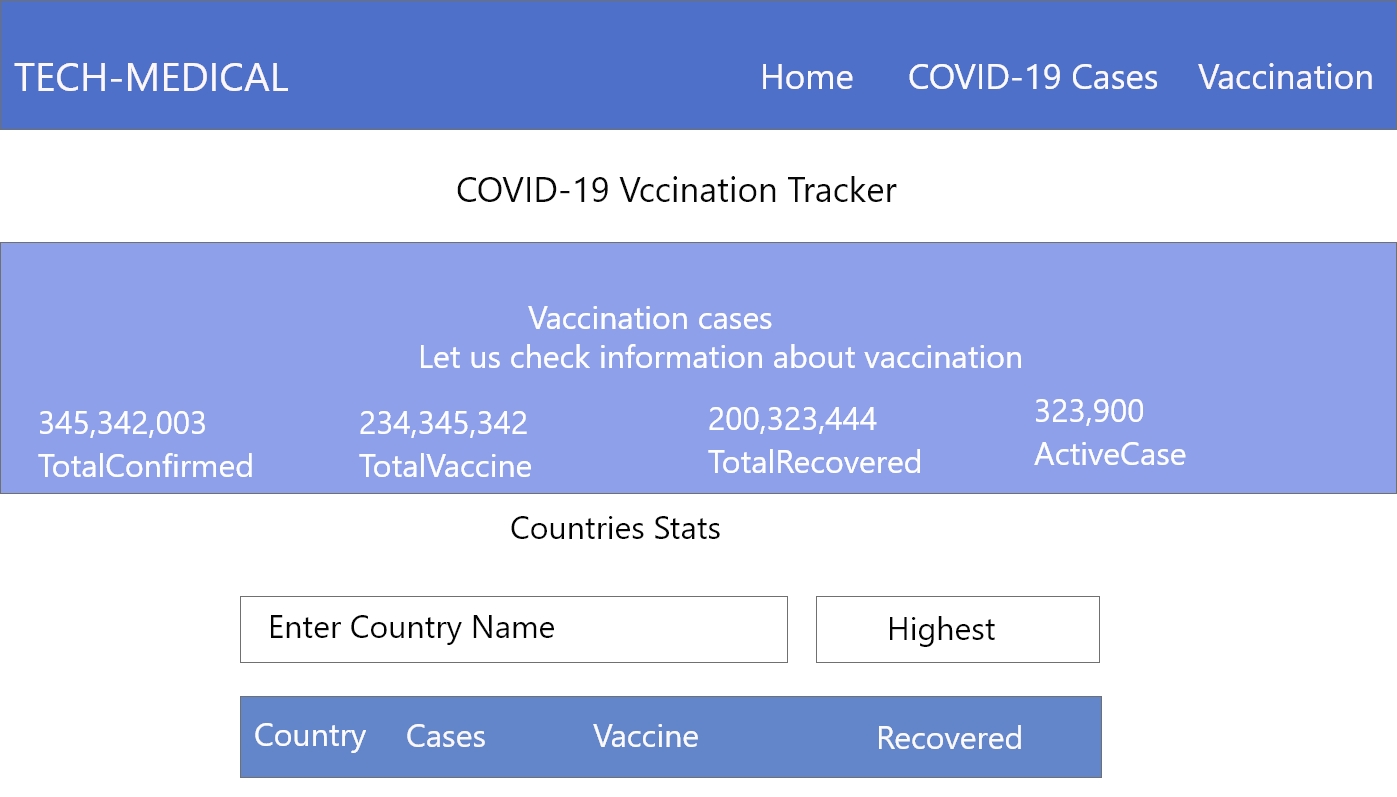 TECH-MEDICAL Home COVID-19 Cases Vaccination
COVID-19 Vccination Tracker
Vaccination cases
Let us check information about vaccination
345,342,003 234,345,342 200,323,444 323,900
TotalConfirmed TotalVaccine TotalRecovered ActiveCase
Countries Stats
Enter Country Name Highest
Country Cases Vaccine Recovered